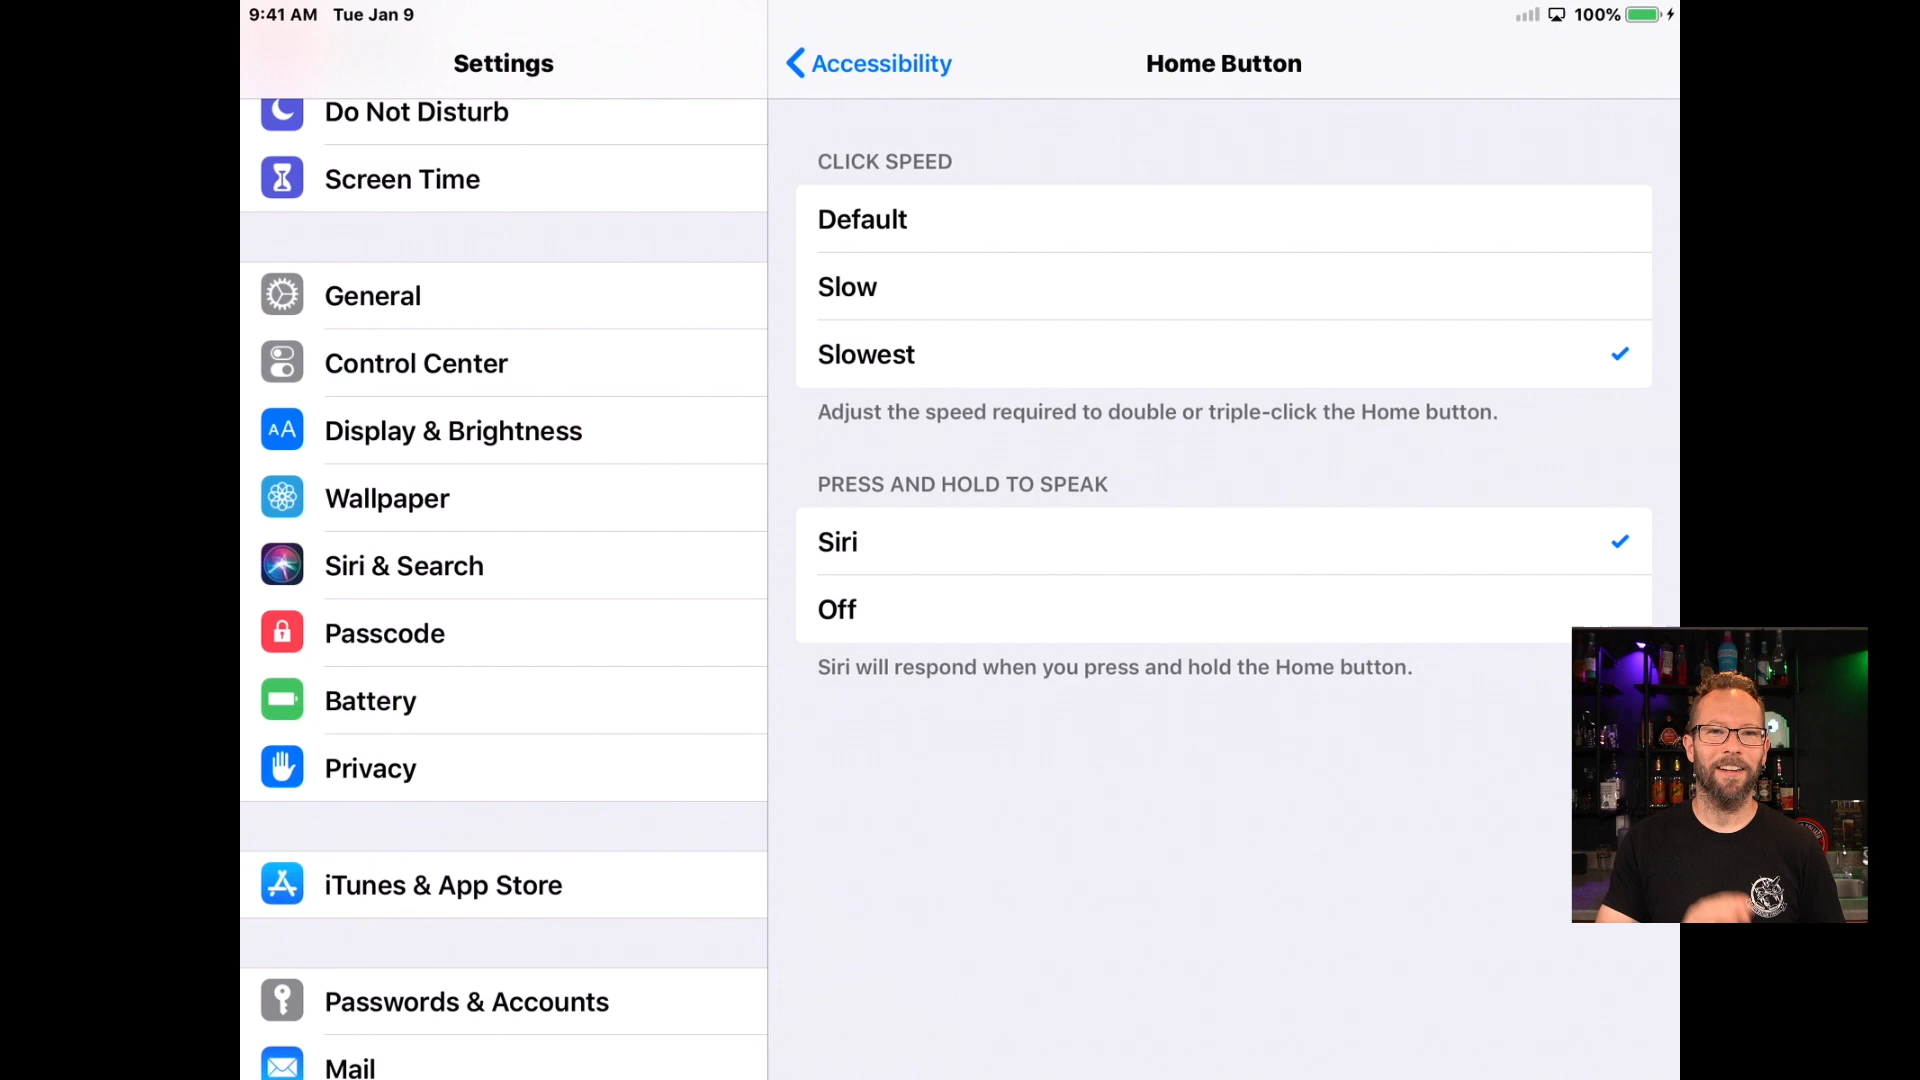 9:41 AM Tue Jan 9
100%
Settings
Accessibility
Home Button
Do Not Disturb
Screen Time
General
Control Center
AA
Display & Brightness
Wallpaper
Siri & Search
Passcode
Battery
Privacy
iTunes & App Store
Passwords & Accounts
Mail
CLICK SPEED
Default
Slow
Slowest
Adjust the speed required to double or triple-click the Home button.
PRESS AND HOLD TO SPEAK
Siri
Off
Siri will respond when you press and hold the Home button.